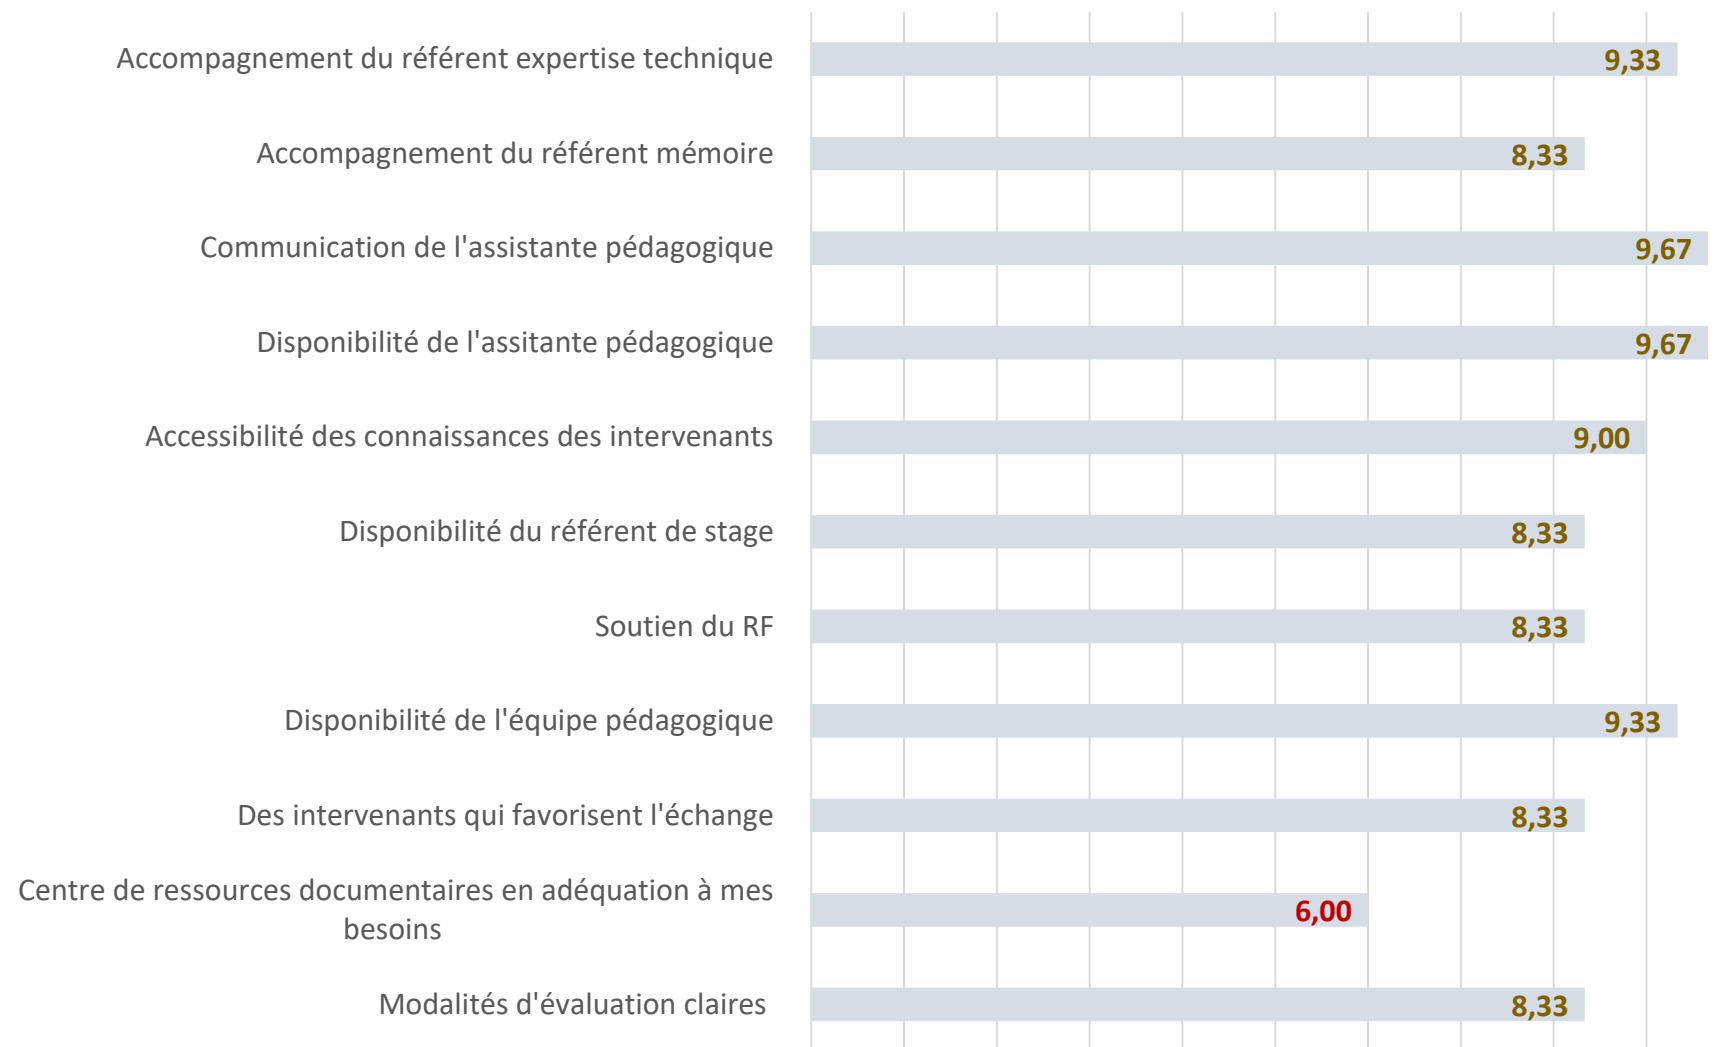 Accompagnement du référent expertise technique
9,33
Accompagnement du référent mémoire
8,33
Communication de l'assistante pédagogique
9,67
Disponibilité de l'assitante pédagogique
9,67
Accessibilité des connaissances des intervenants
9,00
Disponibilité du référent de stage
8,33
Soutien du RF
8,33
Disponibilité de l'équipe pédagogique
9,33
Des intervenants qui favorisent l'échange
8,33
Centre de ressources documentaires en adéquation à mes
besoins
6,00
Modalités d'évaluation claires
8,33